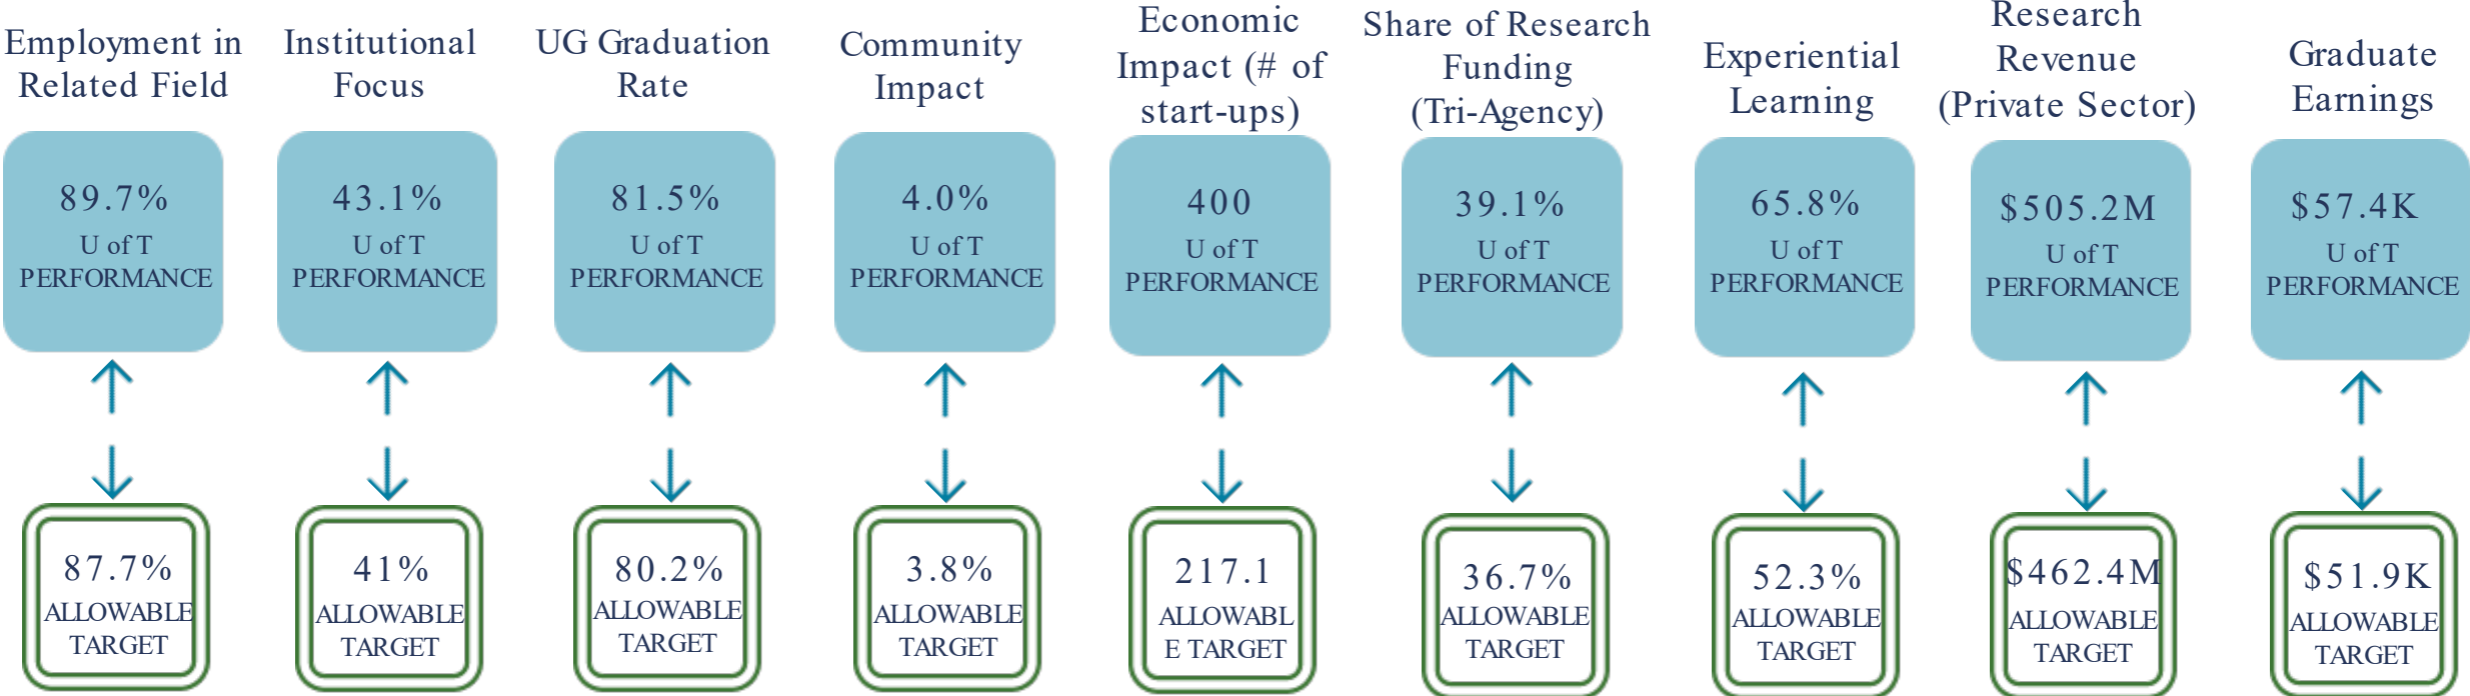 Employment in
Related Field
Institutional
Focus
UG Graduation
Rate
Community
Impact
Economic
Impact (# of
start-ups)
Share of Research
Funding
(Tri-Agency)
Experiential
Learning
Research
Revenue
(Private Sector)
Graduate
Earnings
89.7%
U of T
PERFORMANCE
43.1%
U of T
PERFORMANCE
81.5%
U of T
PERFORMANCE
4.0%
U of T
PERFORMANCE
400
U of T
PERFORMANCE
39.1%
U of T
PERFORMANCE
65.8%
U of T
PERFORMANCE
$505.2M
U of T
PERFORMANCE
$57.4K
U of T
PERFORMANCE
87.7%
ALLOWABLE
TARGET
41%
ALLOWABLE
TARGET
80.2%
ALLOWABLE
TARGET
3.8%
ALLOWABLE
TARGET
217.1
ALLOWABL
E TARGET
36.7%
ALLOWABLE
TARGET
52.3%
ALLOWABLE
TARGET
$462.4M
ALLOWABLE
TARGET
$51.9K
ALLOWABLE
TARGET